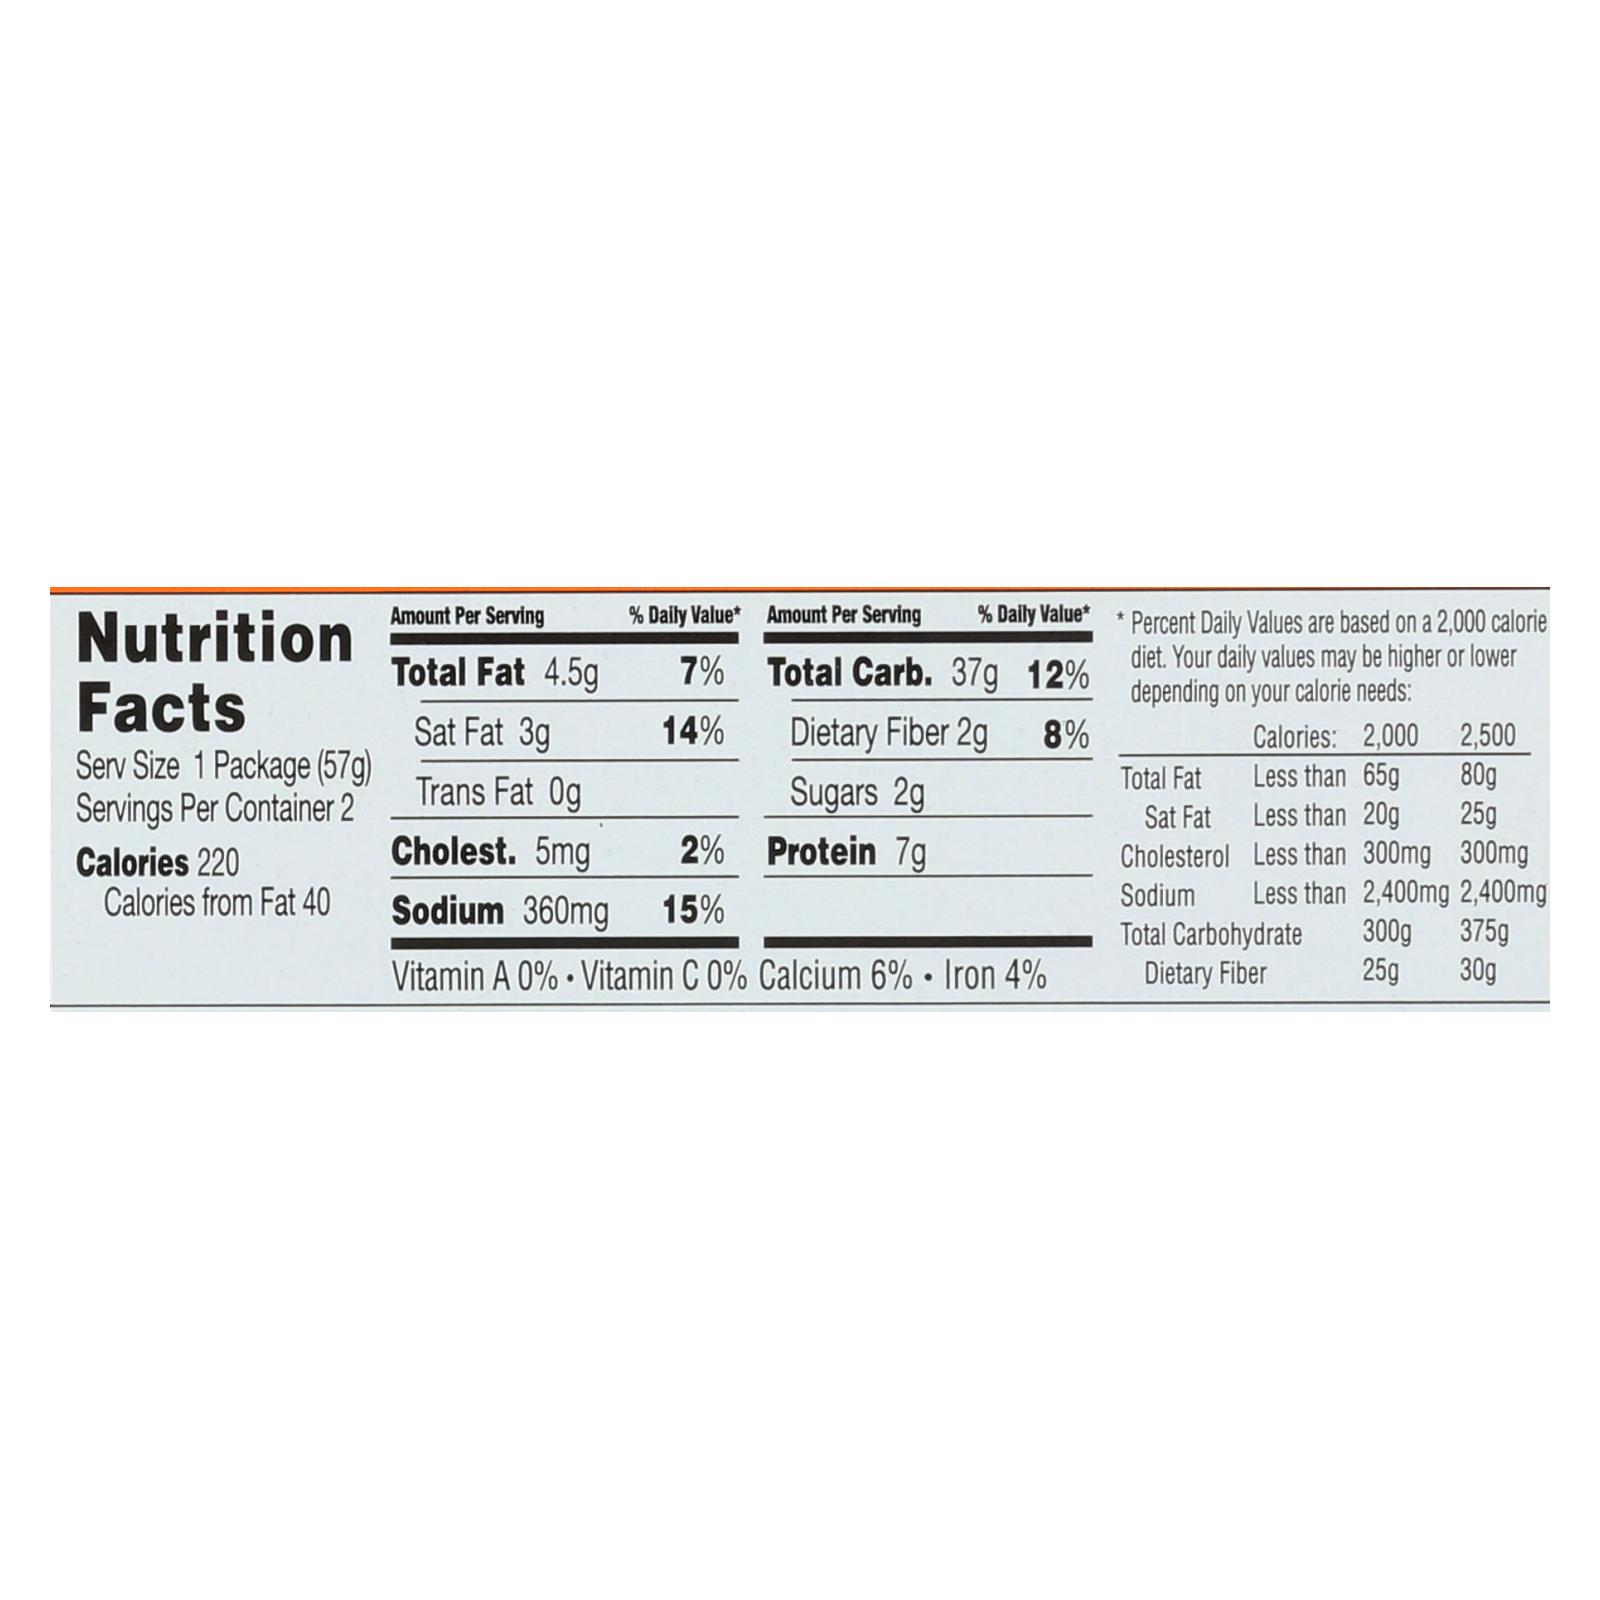 Nutrition
Facts
Serv Size 1 Package (57g)
Servings Per Container 2
Calories 220
Calories from Fat 40
Amount Per Serving % Daily Value*
Total Fat 4.5g 7%
Sat Fat 3g 14%
Trans Fat 0g
Cholest. 5mg 2%
Sodium 360mg 15%
Amount Per Serving % Daily Value*
Total Carb. 37g 12%
Dietary Fiber 2g 8%
Sugars 2g
Protein 7g
Vitamin A 0% • Vitamin C 0% Calcium 6% • Iron 4%
* Percent Daily Values are based on a 2,000 calorie
diet. Your daily values may be higher or lower
depending on your calorie needs:
Calories: 2,000 2,500
Total Fat Less than 65g 80g
Sat Fat Less than 20g 25g
Cholesterol Less than 300mg 300mg
Sodium Less than 2,400mg 2,400mg
Total Carbohydrate 300g 375g
Dietary Fiber 25g 30g